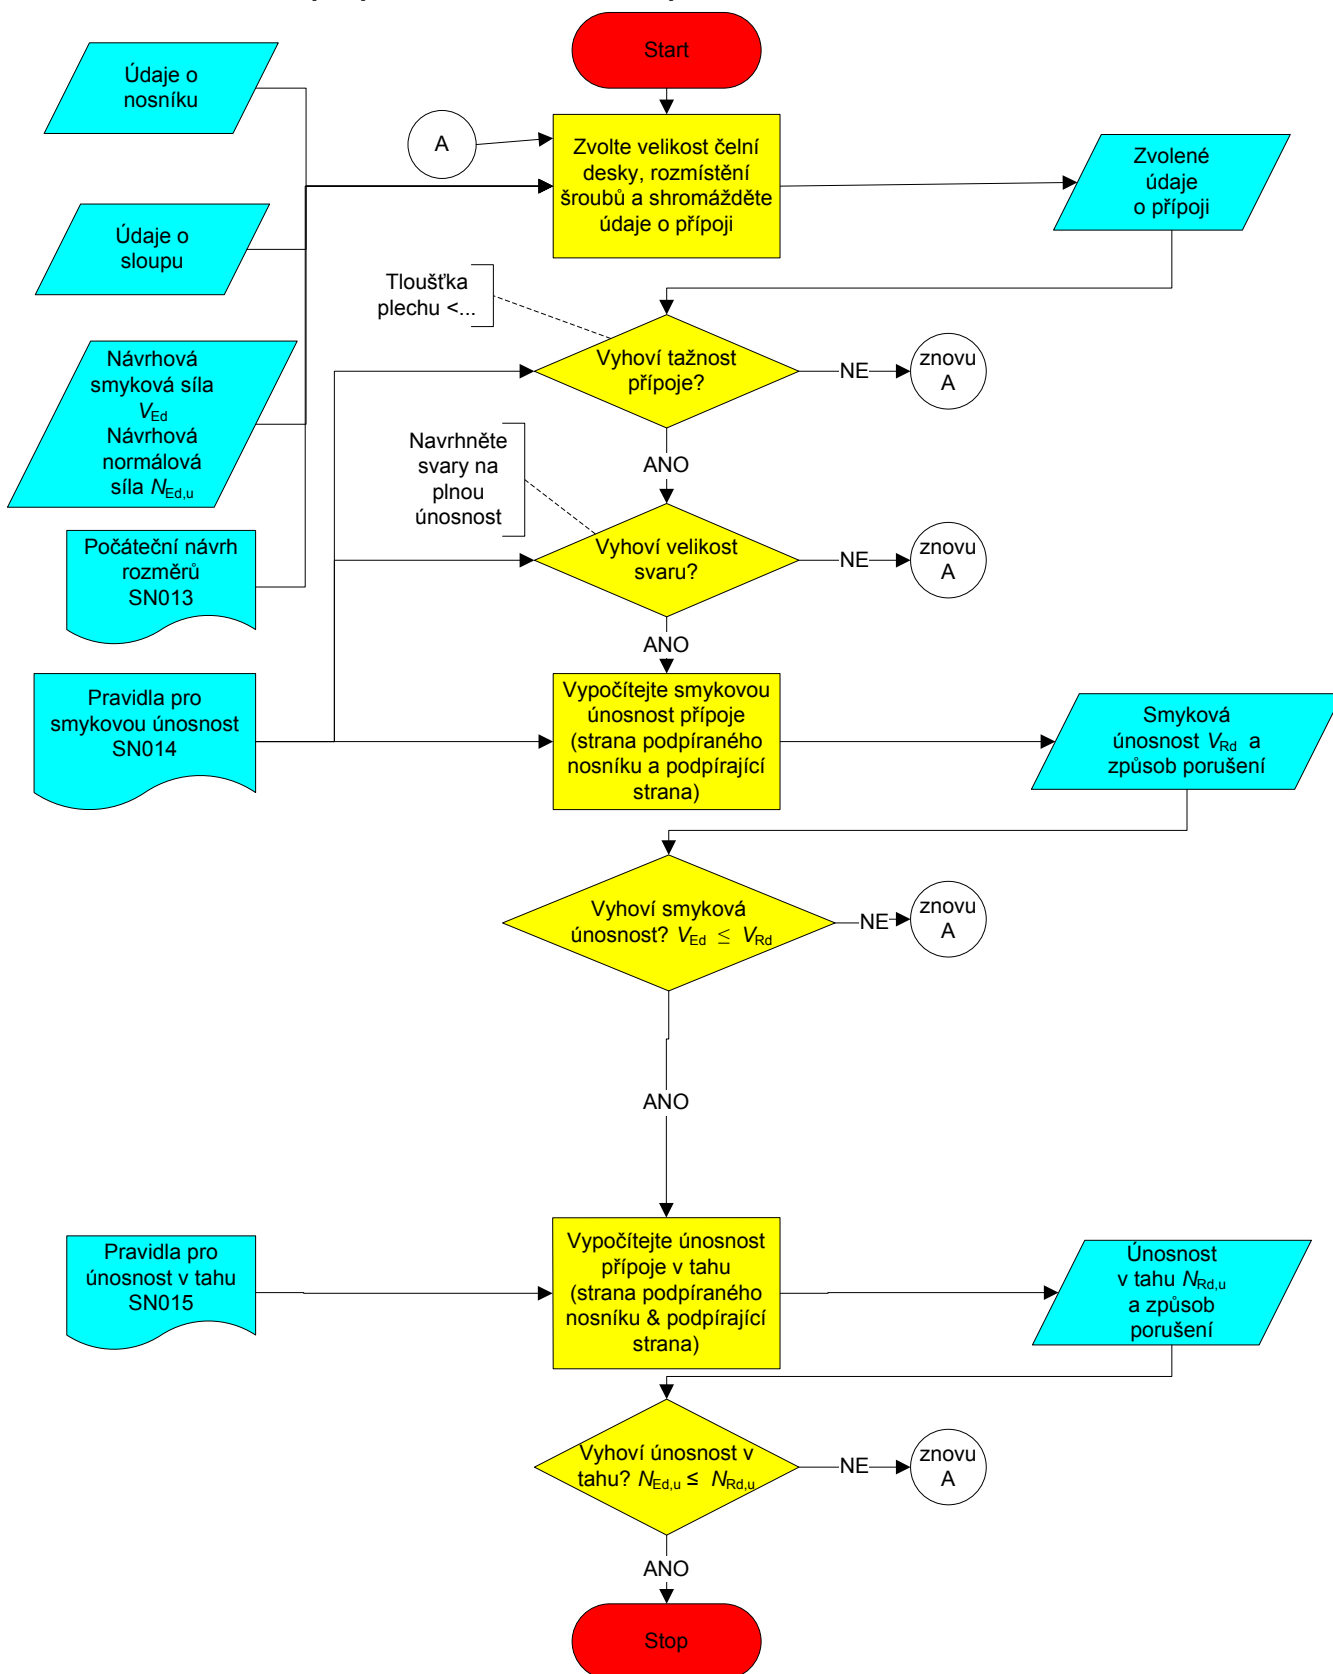 Start
Údaje o
nosníku
A
Zvolte velikost čelní
desky, rozmístění
šroubů a shromážděte
údaje o přípoji
Zvolené
údaje
o přípoji
Údaje o
sloupu
Tloušťka
plechu <...
Návrhová
smyková síla
VEd
Návrhová
normálová
síla NEd,u
Vyhoví tažnost
přípoje?
NE
znovu
A
ANO
Navrhněte
svary na
plnou
únosnost
Počáteční návrh
rozměrů
SN013
Vyhoví velikost
svaru?
NE
znovu
A
ANO
Pravidla pro
smykovou únosnost
SN014
Vypočítejte smykovou
únosnost přípoje
(strana podpíraného
nosníku a podpírající
strana)
Smyková
únosnost VRd a
způsob porušení
Vyhoví smyková
únosnost? VEd ≤ VRd
NE
znovu
A
ANO
Pravidla pro
únosnost v tahu
SN015
Vypočítejte únosnost
přípoje v tahu
(strana podpíraného
nosníku & podpírající
strana)
Únosnost
v tahu NRd,u
a způsob
porušení
Vyhoví únosnost v
tahu? NEd,u ≤ NRd,u
NE
znovu
A
ANO
Stop